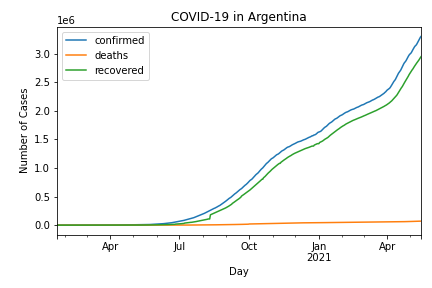 COVID-19 in Argentina
1e6
confirmed
deaths
recovered
3.0
2.5
2.0
1.5
1.0
0.5
0.0
Number of Cases
Apr Jul Oct Jan Apr
2021
Day